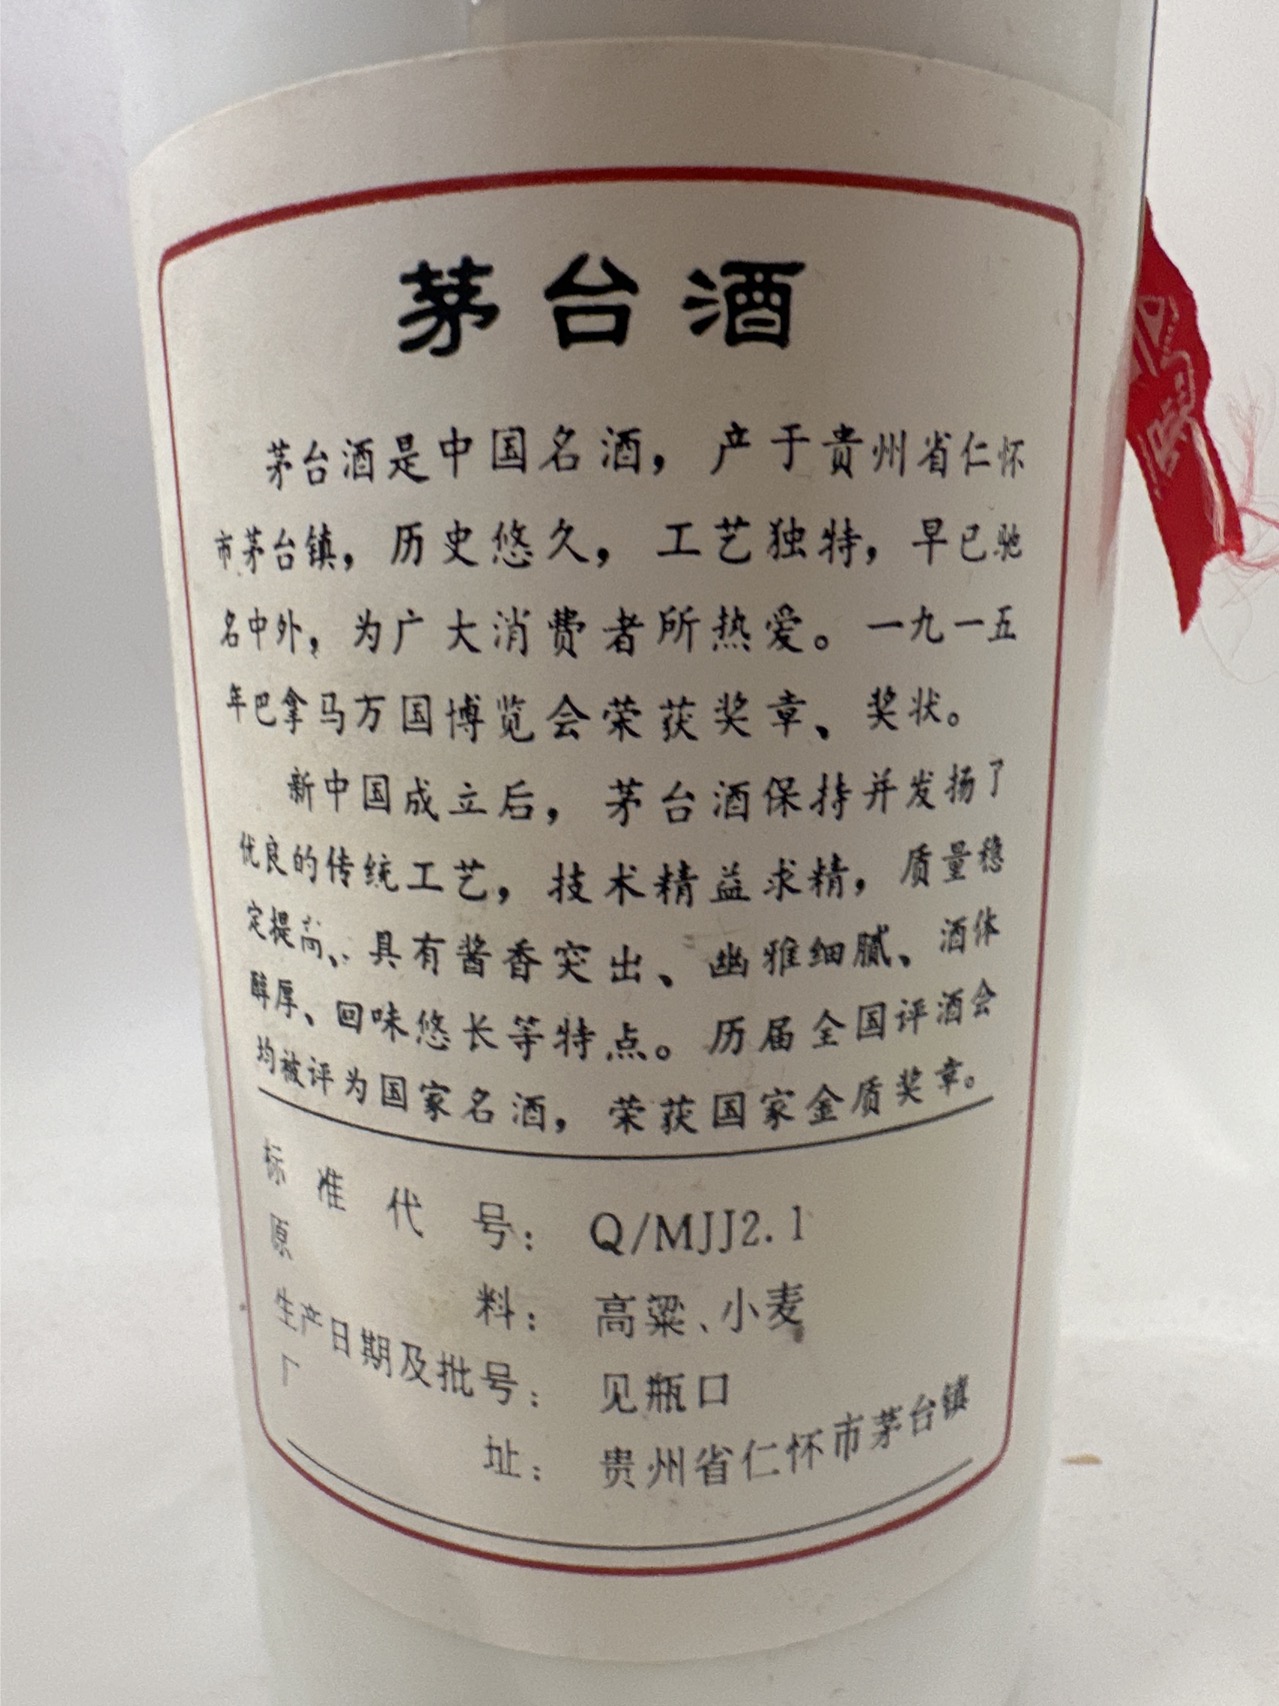 茅台酒
茅台酒是中国名酒，产于贵州省仁怀
市茅台镇，历史悠久，工艺独特，早已驰
名中外，为广大消费者所热爱。一九一五
年巴拿马万国博览会荣获奖章、奖状。
新中国成立后，茅台酒保持并发扬了
优良的传统工艺，技术精益求精，质量稳
定提高、具有酱香突出、幽雅细腻、酒体
醇厚、回味悠长等特点。历届全国评酒会
均被评为国家名酒，荣获国家金质奖章。
标准代号：Q/MJJ2.1
原料：高粱、小麦
生产日期及批号：见瓶口
厂址：贵州省仁怀市茅台镇